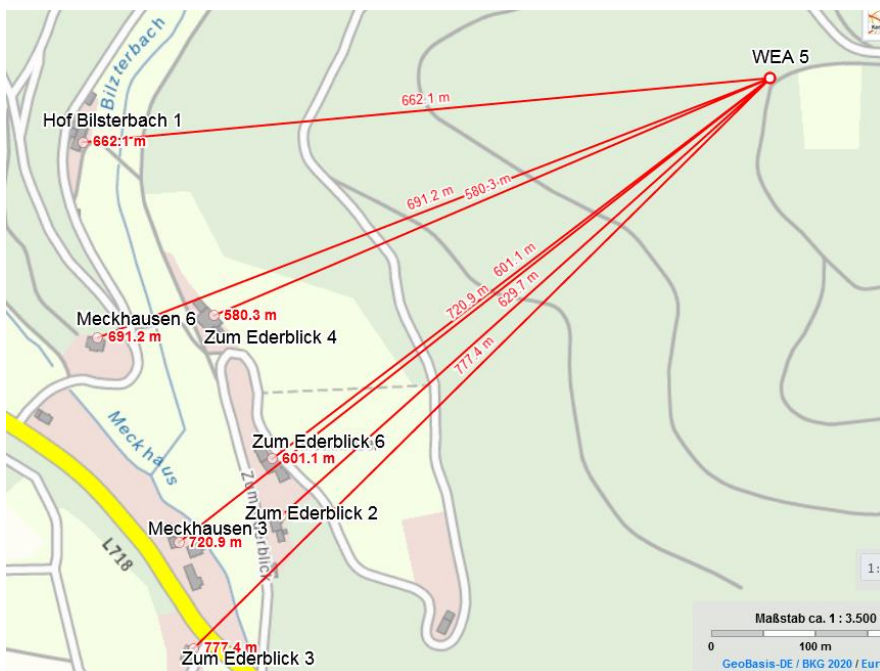 WEA 5
Bilzterbach
662.1 m
Hof Bilsterbach 1
662.1 m
691.2 m
580.3 m
601.1 m
720.9 m
629.7 m
777.4 m
Meckhausen 6
691.2 m
580.3 m
Zum Ederblick 4
Meckhaus
Zum Ederblick 6
601.1 m
Zum Ederblick 2
Meckhausen 3
720.9 m
L718
777.4 m
Zum Ederblick 3
1:
Maßstab ca. 1 : 3.500
0
100 m
GeoBasis-DE / BKG 2020 / Eur